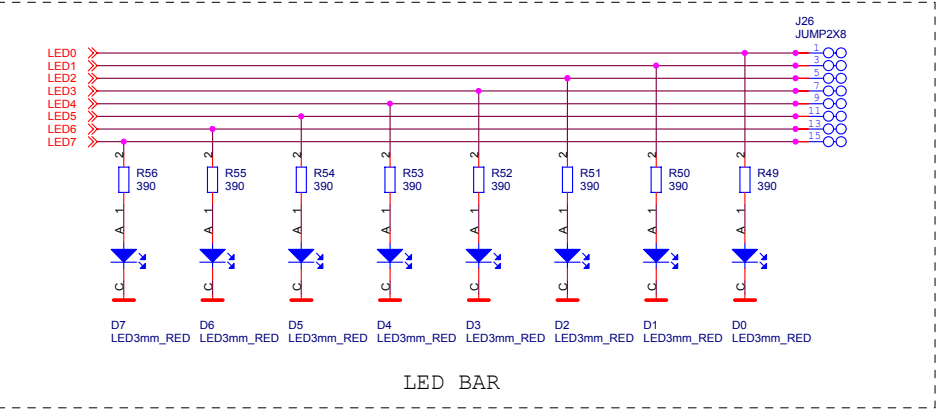 J26
JUMP2X8
LED0 1
LED1 3
LED2 5
LED3 7
LED4 9
LED5 11
LED6 13
LED7 15
2 2 2 2 2 2 2 2
R56 R55 R54 R53 R52 R51 R50 R49
390 390 390 390 390 390 390 390
1 1 1 1 1 1 1 1
A A A A A A A A
C C C C C C C C
D7 D6 D5 D4 D3 D2 D1 D0
LED3mm_RED LED3mm_RED LED3mm_RED LED3mm_RED LED3mm_RED LED3mm_RED LED3mm_RED LED3mm_RED
LED BAR